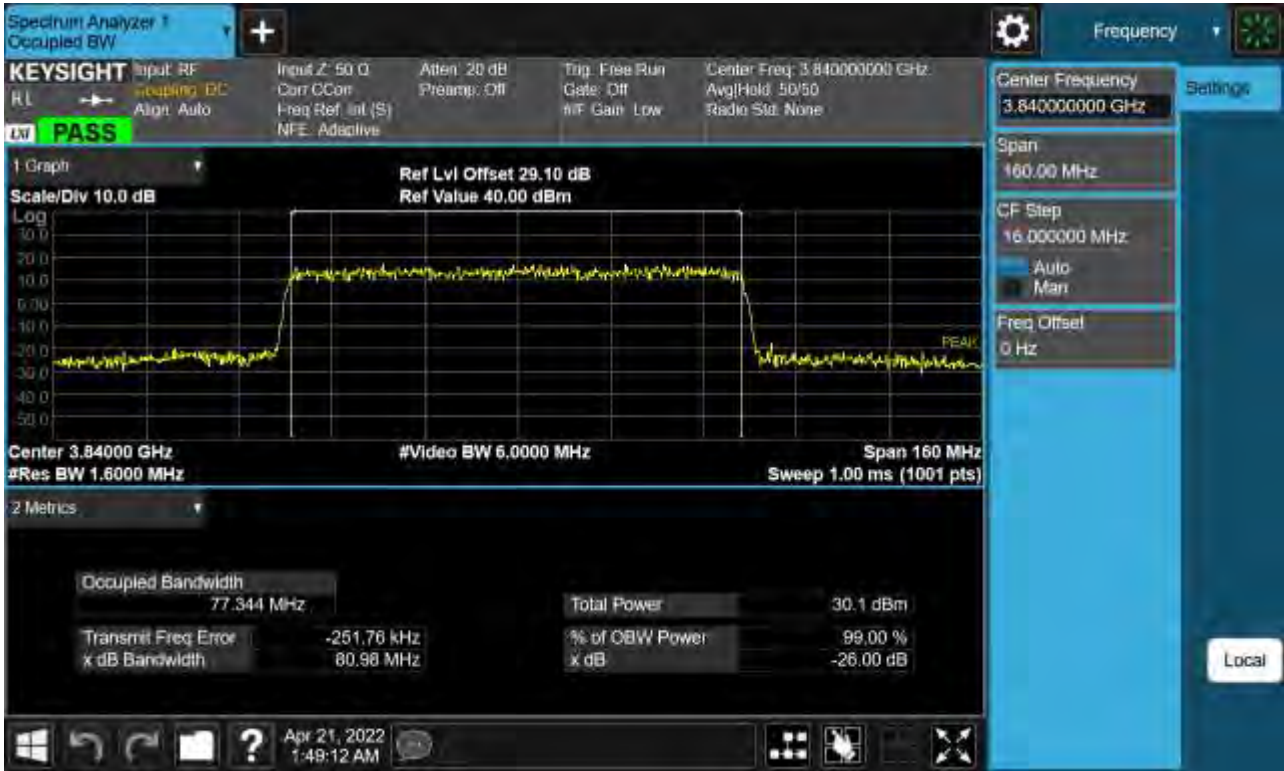 Spectrum Analyzer 1
Occupied BW
Frequency
KEYSIGHT
Input: RF
Coupling: DC
Align: Auto
Input Z: 50 Ω
Corr CCorr
Freq Ref: Int (S)
NFE: Adaptive
Atten: 20 dB
Preamp: Off
Trig: Free Run
Gate: Off
#IF Gain: Low
Center Freq: 3.840000000 GHz
Avg|Hold: 50/50
Radio Std: None
RL
LXI
PASS
1 Graph
Scale/Div 10.0 dB
Ref Lvl Offset 29.10 dB
Ref Value 40.00 dBm
Log
30.0
20.0
10.0
0.00
-10.0
-20.0
-30.0
-40.0
-50.0
PEAK
Center 3.84000 GHz
#Video BW 6.0000 MHz
Span 160 MHz
#Res BW 1.6000 MHz
Sweep 1.00 ms (1001 pts)
2 Metrics
Occupied Bandwidth
77.344 MHz
Total Power 30.1 dBm
Transmit Freq Error -251.76 kHz
% of OBW Power 99.00 %
x dB Bandwidth 80.98 MHz
x dB -26.00 dB
Apr 21, 2022
1:49:12 AM
Center Frequency
3.840000000 GHz
Settings
Span
160.00 MHz
CF Step
16.000000 MHz
Auto
Man
Freq Offset
0 Hz
Local